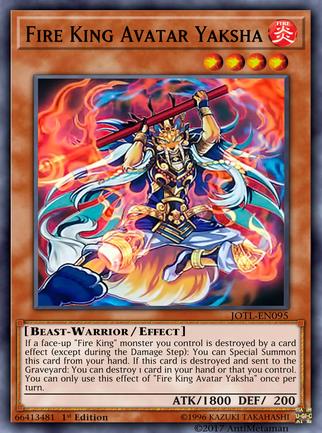 FIRE KING AVATAR YAKSHA
FIRE
炎
JOTL-EN095
[BEAST-WARRIOR / EFFECT]
If a face-up "Fire King" monster you control is destroyed by a card
effect (except during the Damage Step): You can Special Summon
this card from your hand. If this card is destroyed and sent to the
Graveyard: You can destroy 1 card in your hand or that you control. You
can only use this effect of "Fire King Avatar Yaksha" once per
turn.
ATK/1800 DEF/ 200
66413481 1st Edition ©1996 KAZUKI TAKAHASHI
©2017 AntiMetaman